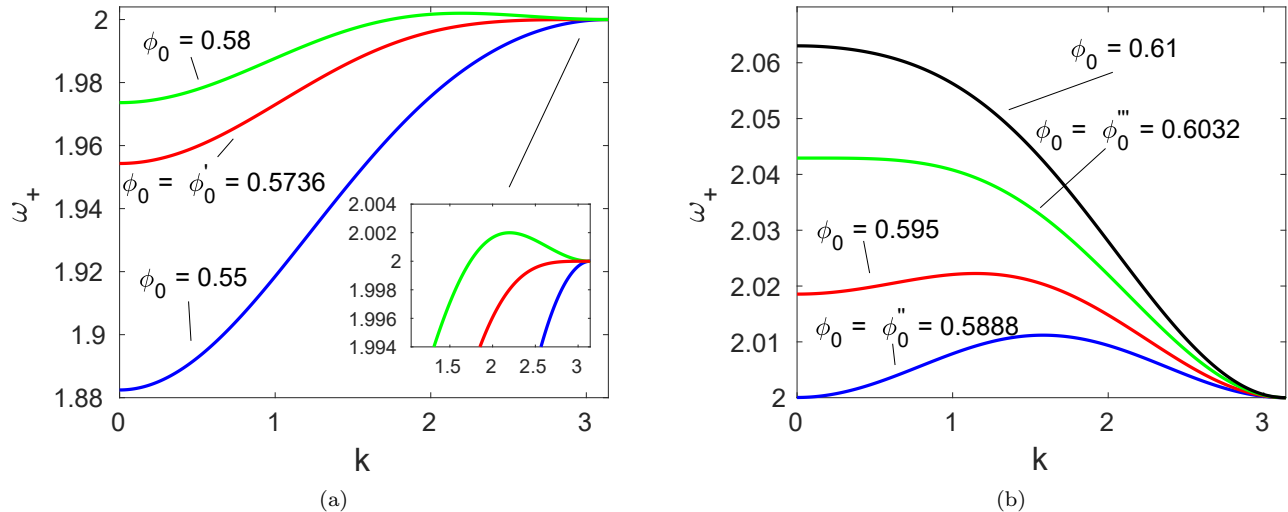 2
1.98
1.96
1.94
1.92
1.9
1.88
ω₊
ϕ₀ = 0.58
ϕ₀ = ϕ₀' = 0.5736
ϕ₀ = 0.55
2.004
2.002
2
1.998
1.996
1.994
1.5 2 2.5 3
0 1 2 3
k
(a)
2.06
2.05
2.04
2.03
2.02
2.01
2
ω₊
ϕ₀ = 0.61
ϕ₀ = ϕ₀''' = 0.6032
ϕ₀ = 0.595
ϕ₀ = ϕ₀'' = 0.5888
0 1 2 3
k
(b)